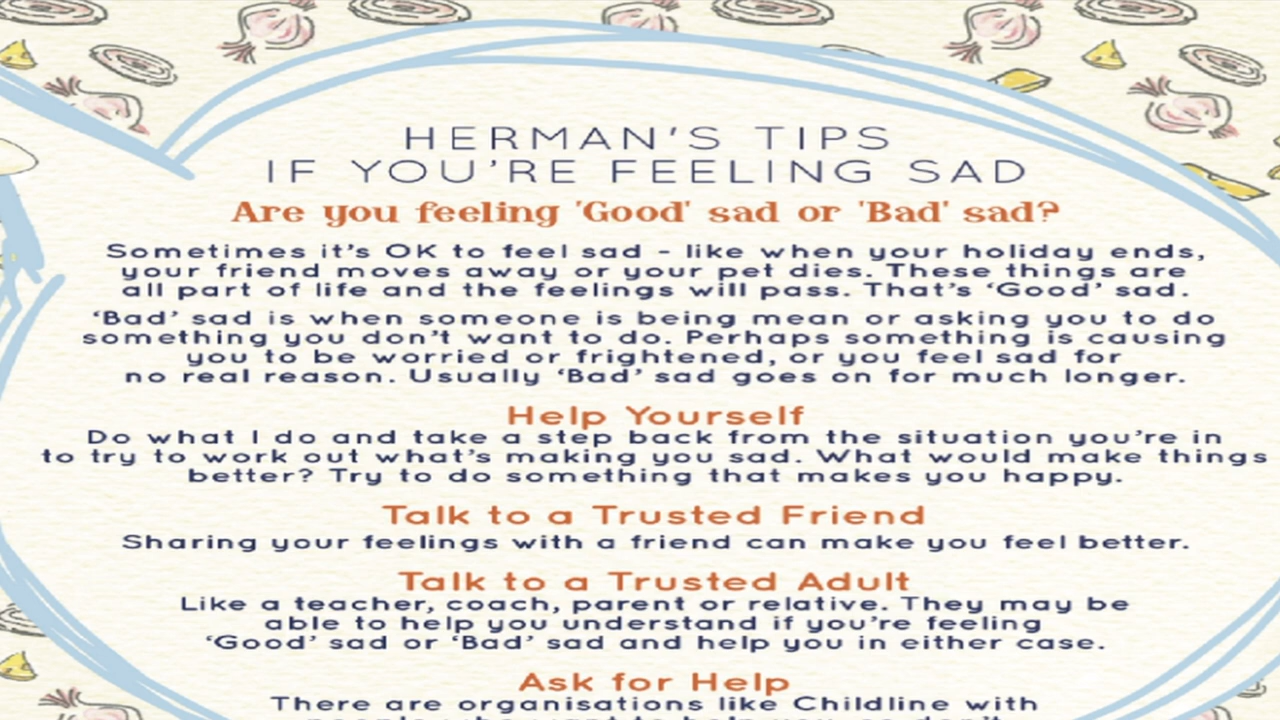 HERMAN'S TIPS
IF YOU'RE FEELING SAD
Are you feeling 'Good' sad or 'Bad' sad?
Sometimes it's OK to feel sad - like when your holiday ends,
your friend moves away or your pet dies. These things are
all part of life and the feelings will pass. That's 'Good' sad.
'Bad' sad is when someone is being mean or asking you to do
something you don't want to do. Perhaps something is causing
you to be worried or frightened, or you feel sad for
no real reason. Usually 'Bad' sad goes on for much longer.
Help Yourself
Do what I do and take a step back from the situation you're in
to try to work out what's making you sad. What would make things
better? Try to do something that makes you happy.
Talk to a Trusted Friend
Sharing your feelings with a friend can make you feel better.
Talk to a Trusted Adult
Like a teacher, coach, parent or relative. They may be
able to help you understand if you're feeling
'Good' sad or 'Bad' sad and help you in either case.
Ask for Help
There are organisations like Childline with
people who want to help you, so don't